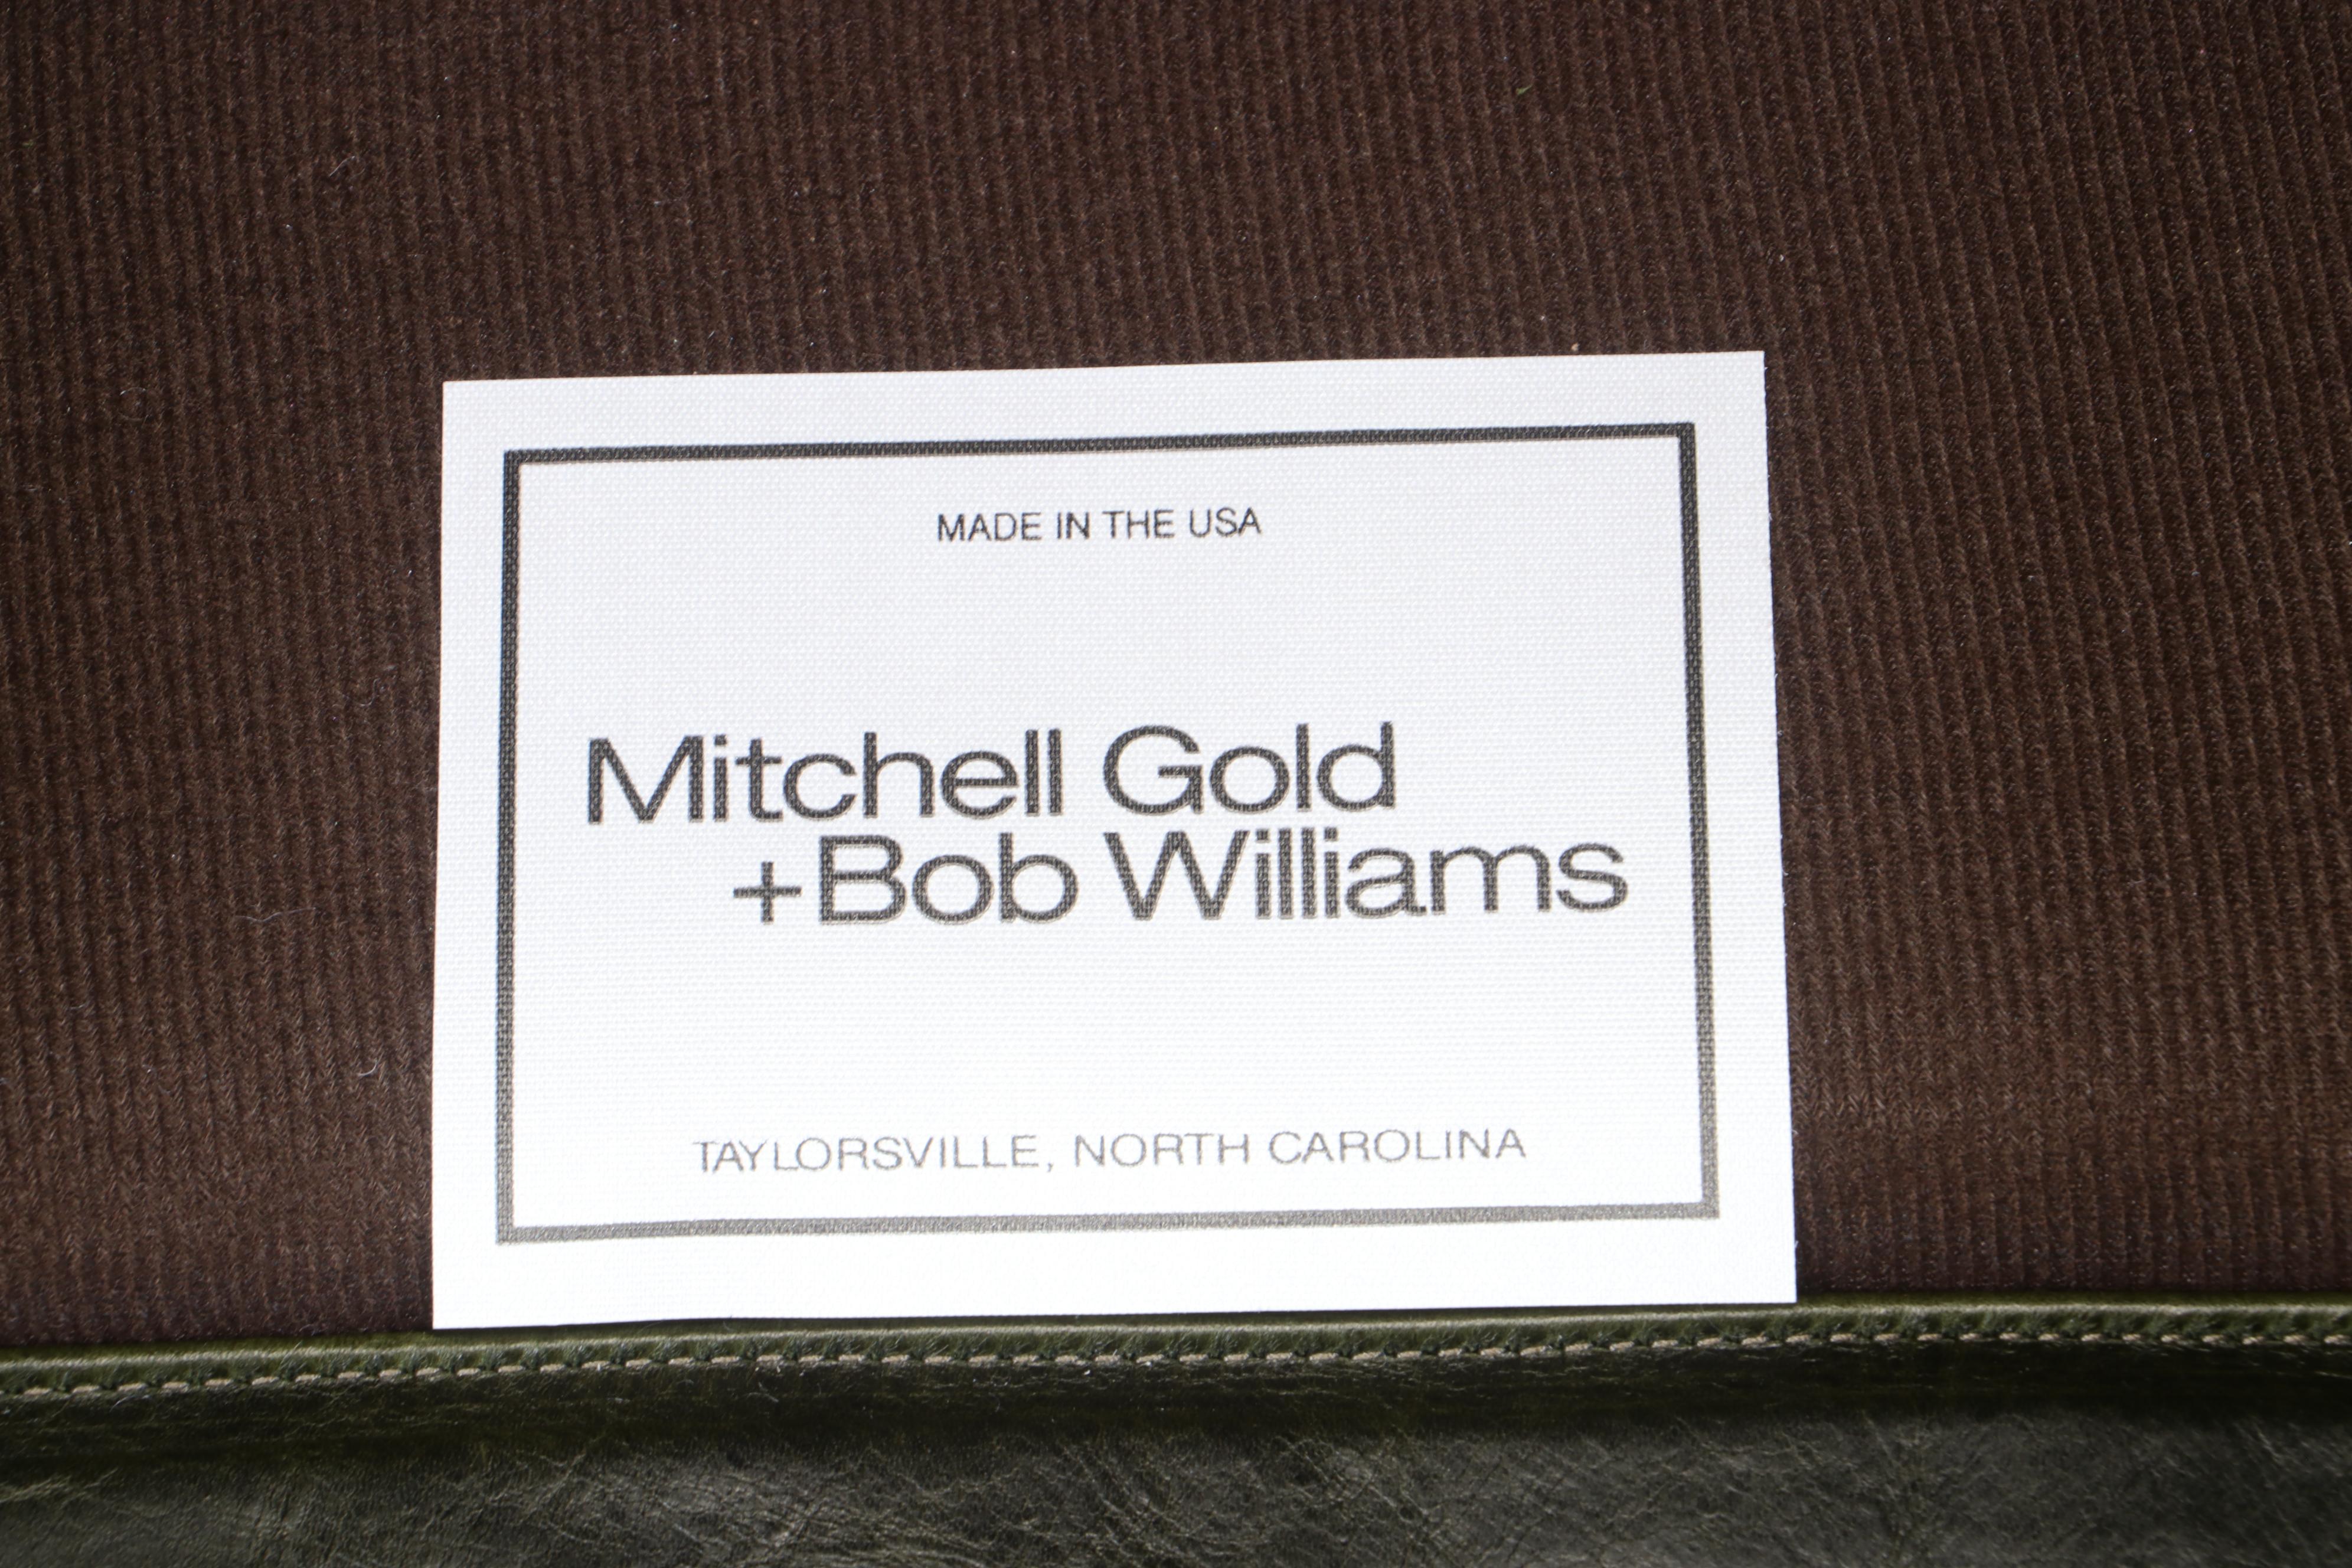 MADE IN THE USA
Mitchell Gold
+Bob Williams
TAYLORSVILLE, NORTH CAROLINA